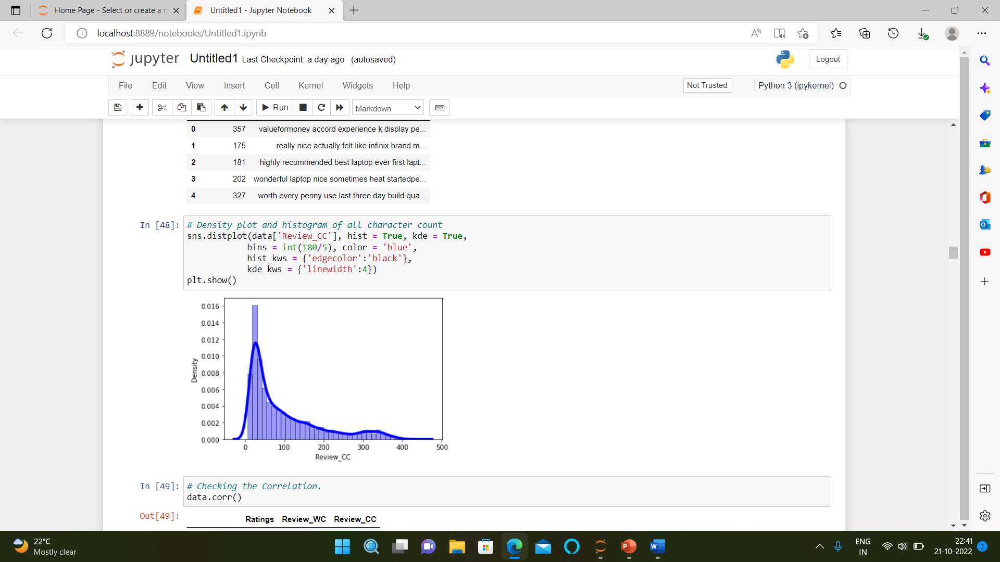 Home Page - Select or create a n
Untitled1 - Jupyter Notebook
localhost:8889/notebooks/Untitled1.ipynb
jupyter Untitled1 Last Checkpoint: a day ago (autosaved)
Logout
File Edit View Insert Cell Kernel Widgets Help
Not Trusted
Python 3 (ipykernel)
Run
Markdown
0 357 valueformoney accord experience k display pe...
1 175 really nice actually felt like infinix brand m...
2 181 highly recommended best laptop ever first lapt...
3 202 wonderful laptop nice sometimes heat startedpe...
4 327 worth every penny use last three day build qua...
In [48]: # Density plot and histogram of all character count
sns.distplot(data['Review_CC'], hist = True, kde = True,
bins = int(180/5), color = 'blue',
hist_kws = {'edgecolor':'black'},
kde_kws = {'linewidth':4})
plt.show()
0.016
0.014
0.012
0.010
0.008
0.006
0.004
0.002
0.000
Density
0 100 200 300 400 500
Review_CC
In [49]: # Checking the Correlation.
data.corr()
Out[49]:
Ratings Review_WC Review_CC
22°C
Mostly clear
ENG
IN
22:41
21-10-2022
2